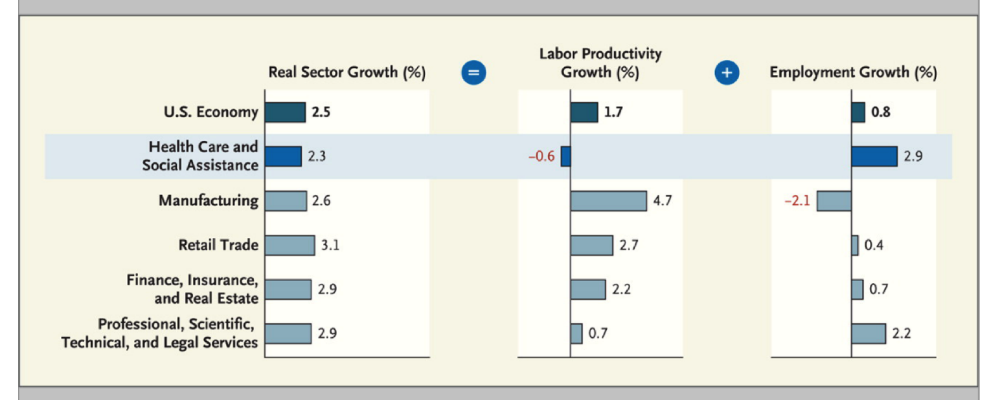 Real Sector Growth (%)
=
Labor Productivity
Growth (%)
+
Employment Growth (%)
U.S. Economy 2.5 1.7 0.8
Health Care and
Social Assistance 2.3 –0.6 2.9
Manufacturing 2.6 4.7 –2.1
Retail Trade 3.1 2.7 0.4
Finance, Insurance,
and Real Estate 2.9 2.2 0.7
Professional, Scientific,
Technical, and Legal Services 2.9 0.7 2.2